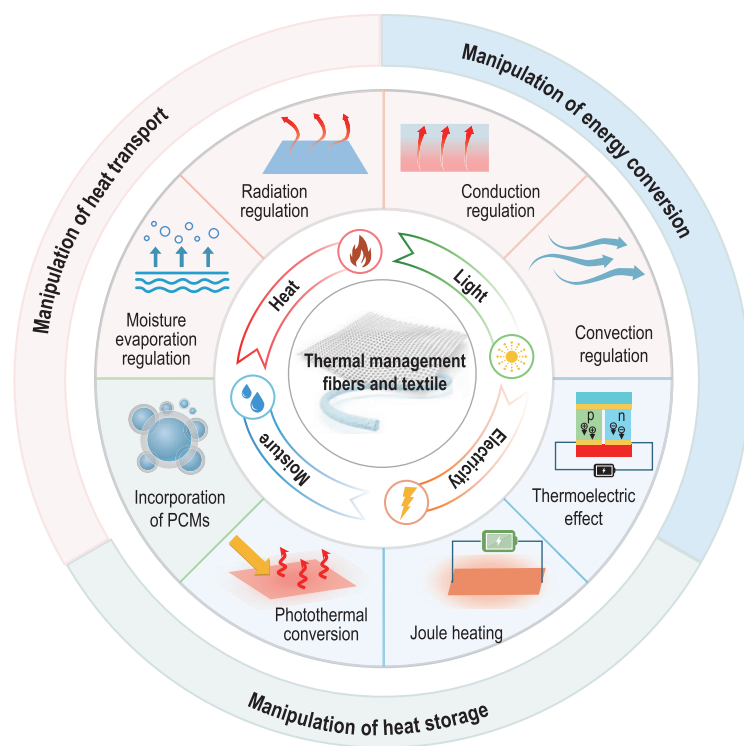 Manipulation of heat transport
Manipulation of energy conversion
Manipulation of heat storage
Radiation
regulation
Conduction
regulation
Convection
regulation
Thermoelectric
effect
p
n
Joule heating
Photothermal
conversion
Incorporation
of PCMs
Moisture
evaporation
regulation
Heat
Light
Electricity
Moisture
Thermal management
fibers and textile